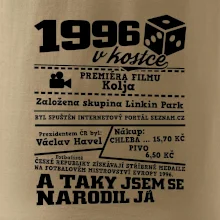 1996
v kostce
PREMIÉRA FILMU
Kolja
Založena skupina Linkin Park
BYL SPUŠTĚN INTERNETOVÝ PORTÁL SEZNAM.CZ
Prezidentem ČR byl:
Václav Havel
Nákup:
CHLEBA ... 15,70 KČ
PIVO
6,50 KČ
Fotbalisté
ČESKÉ REPUBLIKY ZÍSKÁVAJÍ STŘÍBRNÉ MEDAILE
NA FOTBALOVÉM MISTROVSTVÍ EVROPY 1996.
A TAKY JSEM SE
NARODIL JÁ